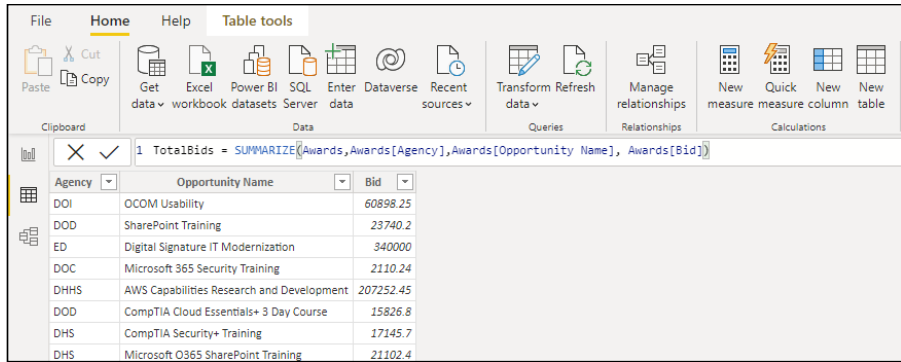 File Home Help Table tools
Paste Cut Copy
Get data Excel workbook Power BI datasets SQL Server Enter data Dataverse Recent sources Transform data Refresh Manage relationships New measure Quick measure New column New table
Clipboard Data Queries Relationships Calculations
1 TotalBids = SUMMARIZE(Awards,Awards[Agency],Awards[Opportunity Name], Awards[Bid])
Agency Opportunity Name Bid
DOI OCOM Usability 60898.25
DOD SharePoint Training 23740.2
ED Digital Signature IT Modernization 340000
DOC Microsoft 365 Security Training 2110.24
DHHS AWS Capabilities Research and Development 207252.45
DOD CompTIA Cloud Essentials+ 3 Day Course 15826.8
DHS CompTIA Security+ Training 17145.7
DHS Microsoft O365 SharePoint Training 21102.4